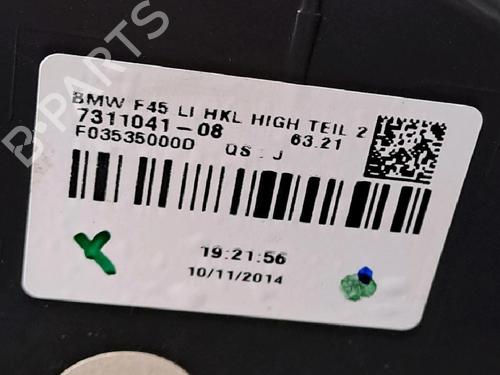 B-PARTS
BMW F45 LI HKL HIGH TEIL 2
7311041-08 63.21
F03535000D QS: J
19:21:56
10/11/2014